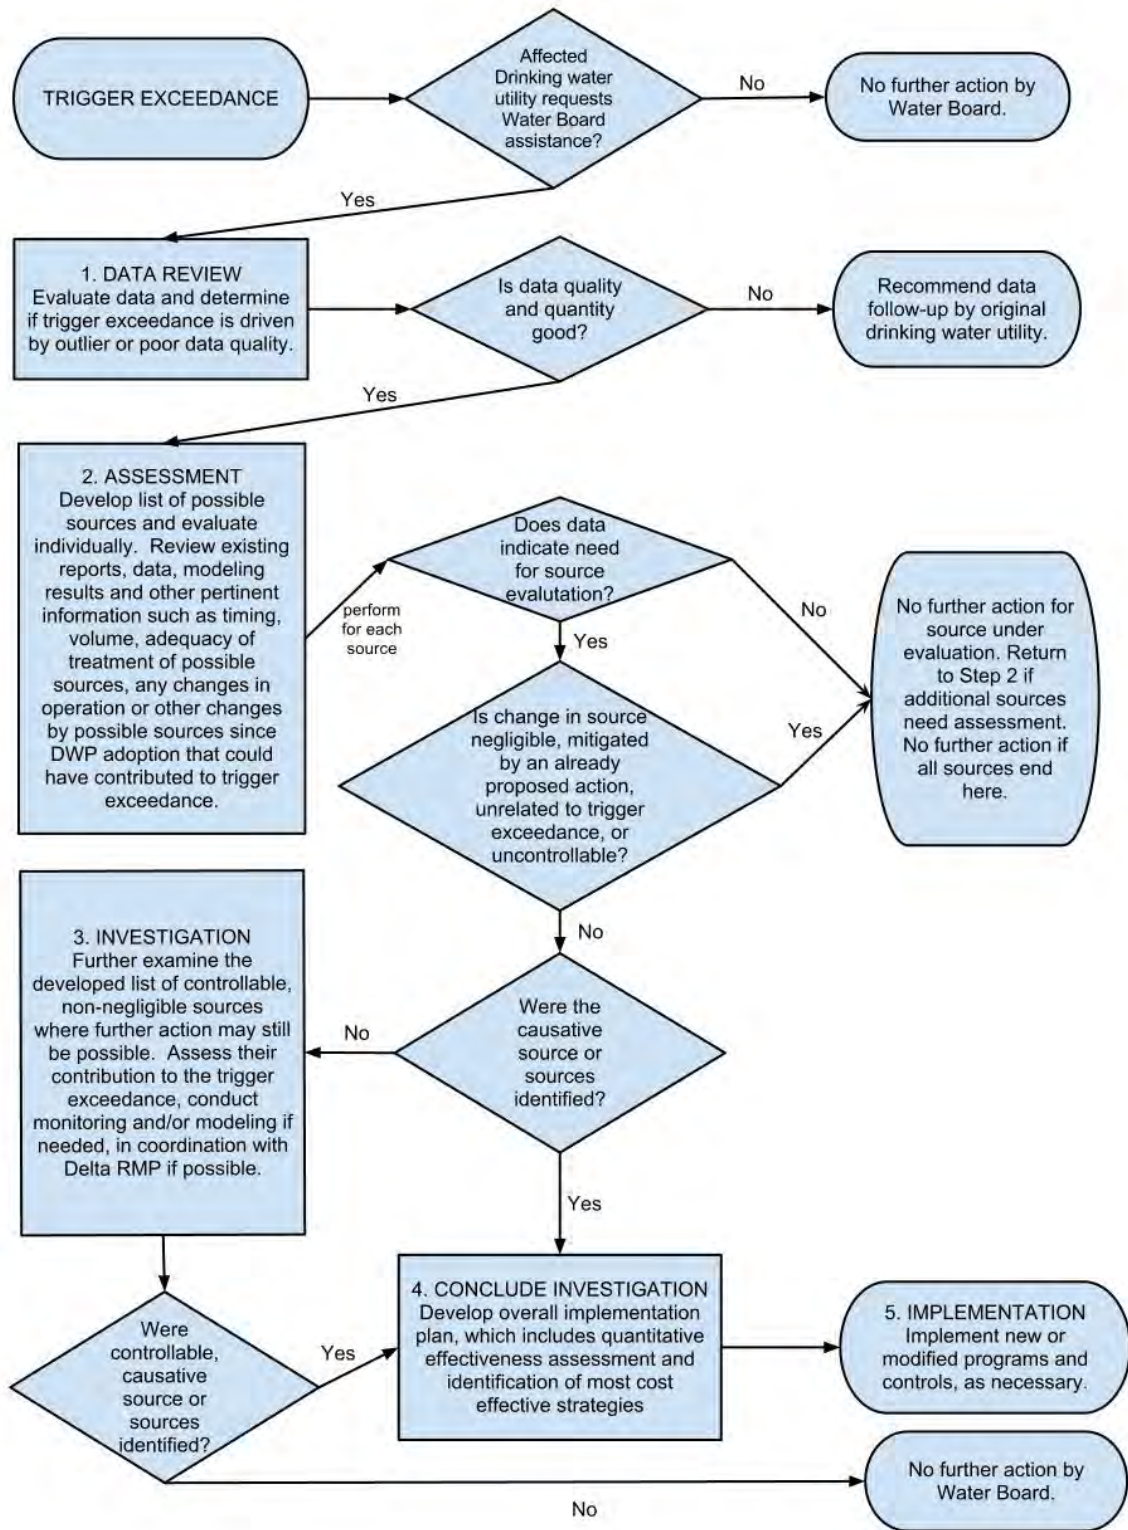 TRIGGER EXCEEDANCE
Affected
Drinking water
utility requests
Water Board
assistance?
No
No further action by
Water Board.
Yes
1. DATA REVIEW
Evaluate data and determine
if trigger exceedance is driven
by outlier or poor data quality.
Is data quality
and quantity
good?
No
Recommend data
follow-up by original
drinking water utility.
Yes
2. ASSESSMENT
Develop list of possible
sources and evaluate
individually. Review existing
reports, data, modeling
results and other pertinent
information such as timing,
volume, adequacy of
treatment of possible
sources, any changes in
operation or other changes
by possible sources since
DWP adoption that could
have contributed to trigger
exceedance.
perform
for each
source
Does data
indicate need
for source
evalutation?
No
Yes
Is change in source
negligible, mitigated
by an already
proposed action,
unrelated to trigger
exceedance, or
uncontrollable?
Yes
No further action for
source under
evaluation. Return
to Step 2 if
additional sources
need assessment.
No further action if
all sources end
here.
No
Were the
causative
source or
sources
identified?
No
3. INVESTIGATION
Further examine the
developed list of controllable,
non-negligible sources
where further action may still
be possible. Assess their
contribution to the trigger
exceedance, conduct
monitoring and/or modeling if
needed, in coordination with
Delta RMP if possible.
Yes
Were
controllable,
causative
source or
sources
identified?
Yes
4. CONCLUDE INVESTIGATION
Develop overall implementation
plan, which includes quantitative
effectiveness assessment and
identification of most cost
effective strategies
5. IMPLEMENTATION
Implement new or
modified programs and
controls, as necessary.
No
No further action by
Water Board.